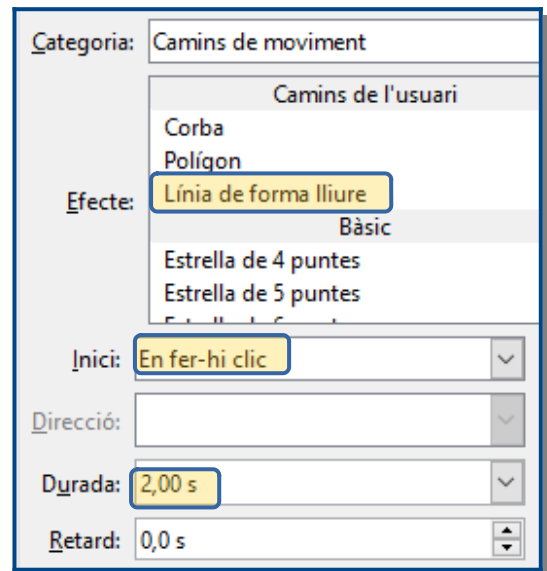 Categoria: Camins de moviment
Camins de l'usuari
Corba
Polígon
Efecte: Línia de forma lliure
Bàsic
Estrella de 4 puntes
Estrella de 5 puntes
Inici: En fer-hi clic
Direcció:
Durada: 2,00 s
Retard: 0,0 s